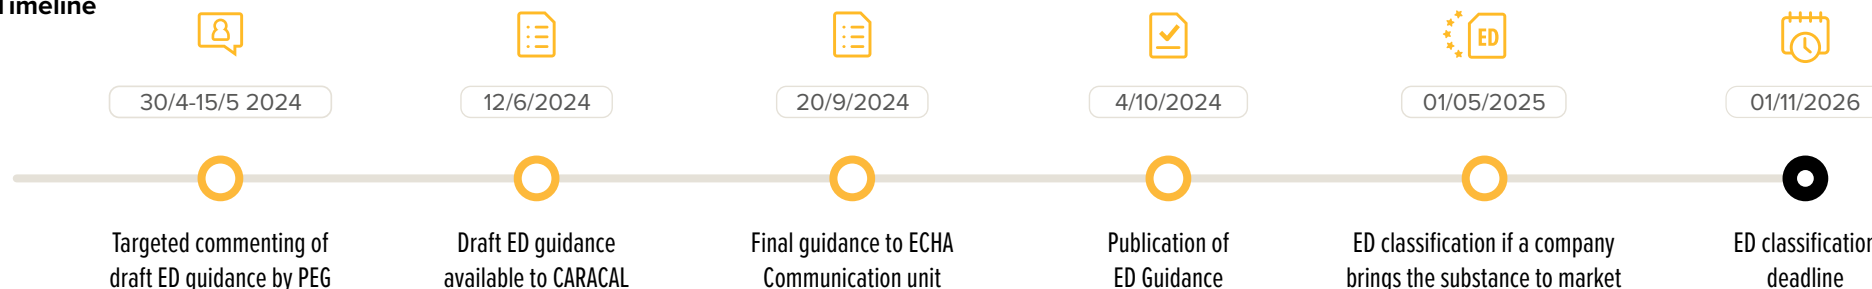 Timeline
ED
30/4-15/5 2024
12/6/2024
20/9/2024
4/10/2024
01/05/2025
01/11/2026
Targeted commenting of
draft ED guidance by PEG
Draft ED guidance
available to CARACAL
Final guidance to ECHA
Communication unit
Publication of
ED Guidance
ED classification if a company
brings the substance to market
ED classification
deadline